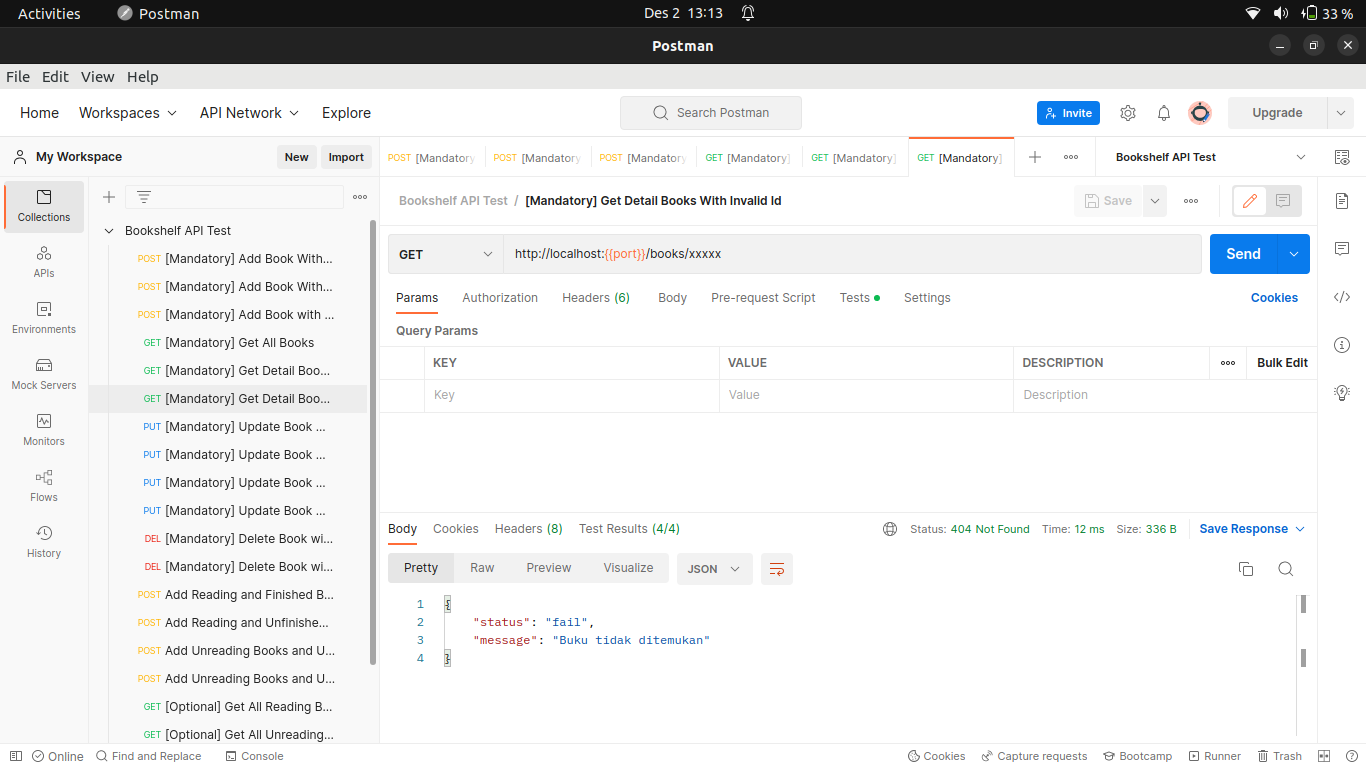 Activities Postman Des 2 13:13 33 %
Postman
File Edit View Help
Home Workspaces API Network Explore Search Postman Invite Upgrade
My Workspace New Import POST [Mandatory POST [Mandatory POST [Mandatory GET [Mandatory] GET [Mandatory] GET [Mandatory] Bookshelf API Test
Collections
APIs
Environments
Mock Servers
Monitors
Flows
History
Bookshelf API Test
POST [Mandatory] Add Book With...
POST [Mandatory] Add Book With...
POST [Mandatory] Add Book with ...
GET [Mandatory] Get All Books
GET [Mandatory] Get Detail Boo...
GET [Mandatory] Get Detail Boo...
PUT [Mandatory] Update Book ...
PUT [Mandatory] Update Book ...
PUT [Mandatory] Update Book ...
PUT [Mandatory] Update Book ...
DEL [Mandatory] Delete Book wi...
DEL [Mandatory] Delete Book wi...
POST Add Reading and Finished B...
POST Add Reading and Unfinishe...
POST Add Unreading Books and U...
POST Add Unreading Books and U...
GET [Optional] Get All Reading B...
GET [Optional] Get All Unreading...
Bookshelf API Test / [Mandatory] Get Detail Books With Invalid Id Save
GET http://localhost:{{port}}/books/xxxxx Send
Params Authorization Headers (6) Body Pre-request Script Tests Settings Cookies
Query Params
KEY VALUE DESCRIPTION Bulk Edit
Key Value Description
Body Cookies Headers (8) Test Results (4/4) Status: 404 Not Found Time: 12 ms Size: 336 B Save Response
Pretty Raw Preview Visualize JSON
1 {
2 "status": "fail",
3 "message": "Buku tidak ditemukan"
4 }
Online Find and Replace Console Cookies Capture requests Bootcamp Runner Trash